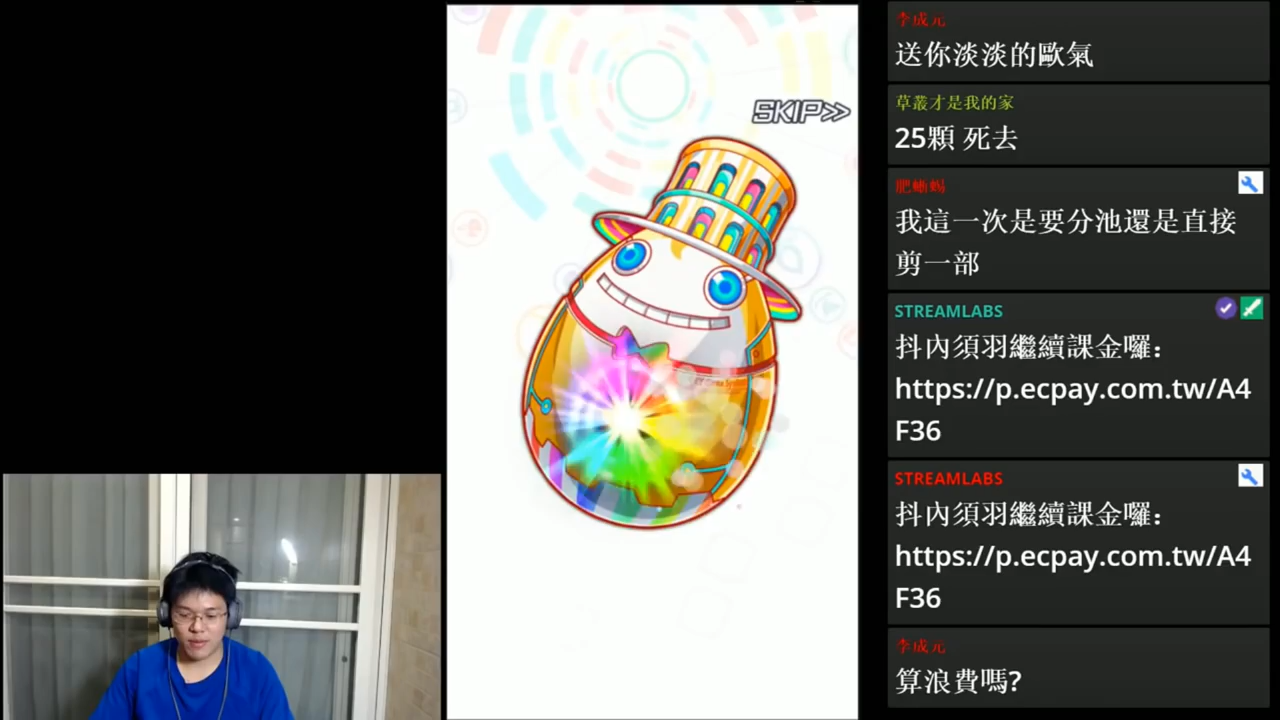 SKIP>>
李成元
送你淡淡的歐氣
草叢才是我的家
25顆 死去
肥蜥蜴
我這一次是要分池還是直接
剪一部
STREAMLABS
抖內須羽繼續課金囉:
https://p.ecpay.com.tw/A4
F36
STREAMLABS
抖內須羽繼續課金囉:
https://p.ecpay.com.tw/A4
F36
李成元
算浪費嗎?